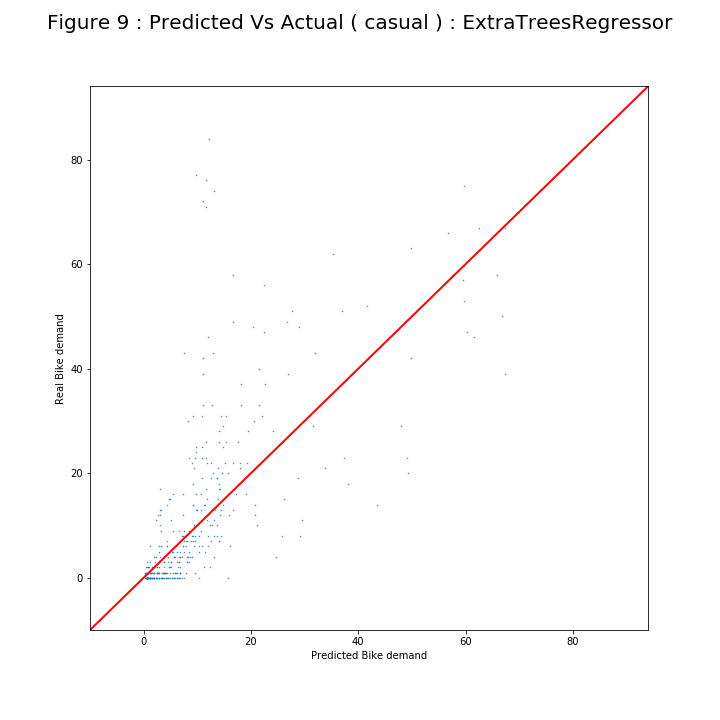 Figure 9 : Predicted Vs Actual ( casual ) : ExtraTreesRegressor
80
60
40
20
0
Real Bike demand
0 20 40 60 80
Predicted Bike demand